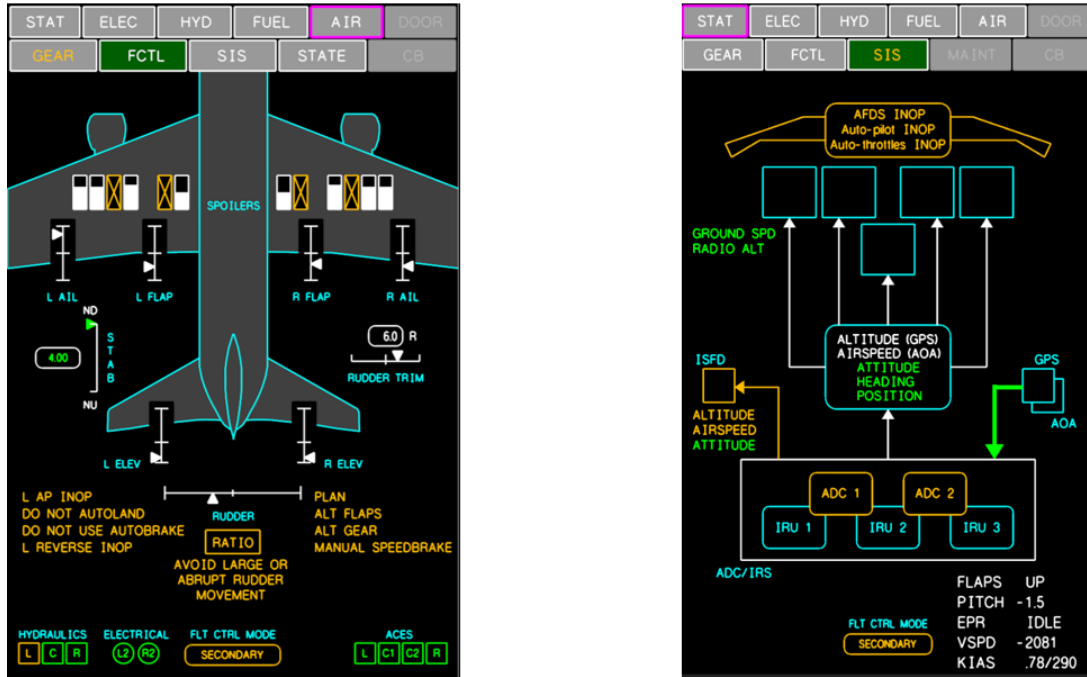 STAT ELEC HYD FUEL AIR DOOR
GEAR FCTL SIS STATE CB
SPOILERS
L AIL L FLAP R FLAP R AIL
ND
4.00
STAB
NU
6.0 R
RUDDER TRIM
L ELEV R ELEV
L AP INOP
DO NOT AUTOLAND
DO NOT USE AUTOBRAKE
L REVERSE INOP
RUDDER
RATIO
AVOID LARGE OR
ABRUPT RUDDER
MOVEMENT
PLAN
ALT FLAPS
ALT GEAR
MANUAL SPEEDBRAKE
HYDRAULICS ELECTRICAL FLT CTRL MODE ACES
L C R L2 R2 SECONDARY L C1 C2 R
STAT ELEC HYD FUEL AIR DOOR
GEAR FCTL SIS MAINT CB
AFDS INOP
Auto-pilot INOP
Auto-throttles INOP
GROUND SPD
RADIO ALT
ALTITUDE (GPS)
AIRSPEED (AOA)
ATTITUDE
HEADING
POSITION
ISFD
ALTITUDE
AIRSPEED
ATTITUDE
GPS
AOA
ADC 1 ADC 2
IRU 1 IRU 2 IRU 3
ADC/IRS
FLT CTRL MODE
SECONDARY
FLAPS UP
PITCH -1.5
EPR IDLE
VSPD -2081
KIAS .78/290